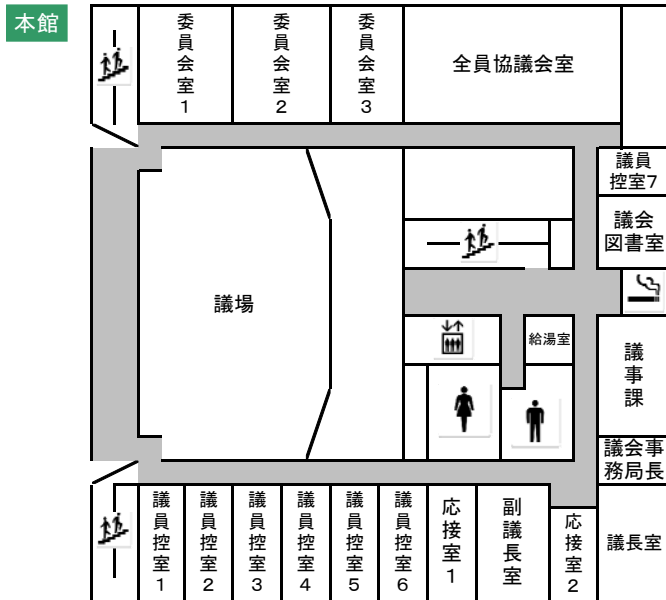 本館
委員会室1
委員会室2
委員会室3
全員協議会室
議員
控室7
議会
図書室
議場
給湯室
議事課
議会事
務局長
議員控室1
議員控室2
議員控室3
議員控室4
議員控室5
議員控室6
応接室1
副議長室
応接室2
議長室